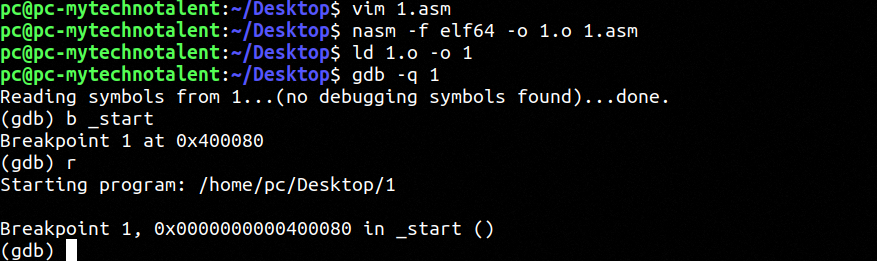 pc@pc-mytechnotalent:~/Desktop$ vim 1.asm
pc@pc-mytechnotalent:~/Desktop$ nasm -f elf64 -o 1.o 1.asm
pc@pc-mytechnotalent:~/Desktop$ ld 1.o -o 1
pc@pc-mytechnotalent:~/Desktop$ gdb -q 1
Reading symbols from 1...(no debugging symbols found)...done.
(gdb) b _start
Breakpoint 1 at 0x400080
(gdb) r
Starting program: /home/pc/Desktop/1
Breakpoint 1, 0x0000000000400080 in _start ()
(gdb)